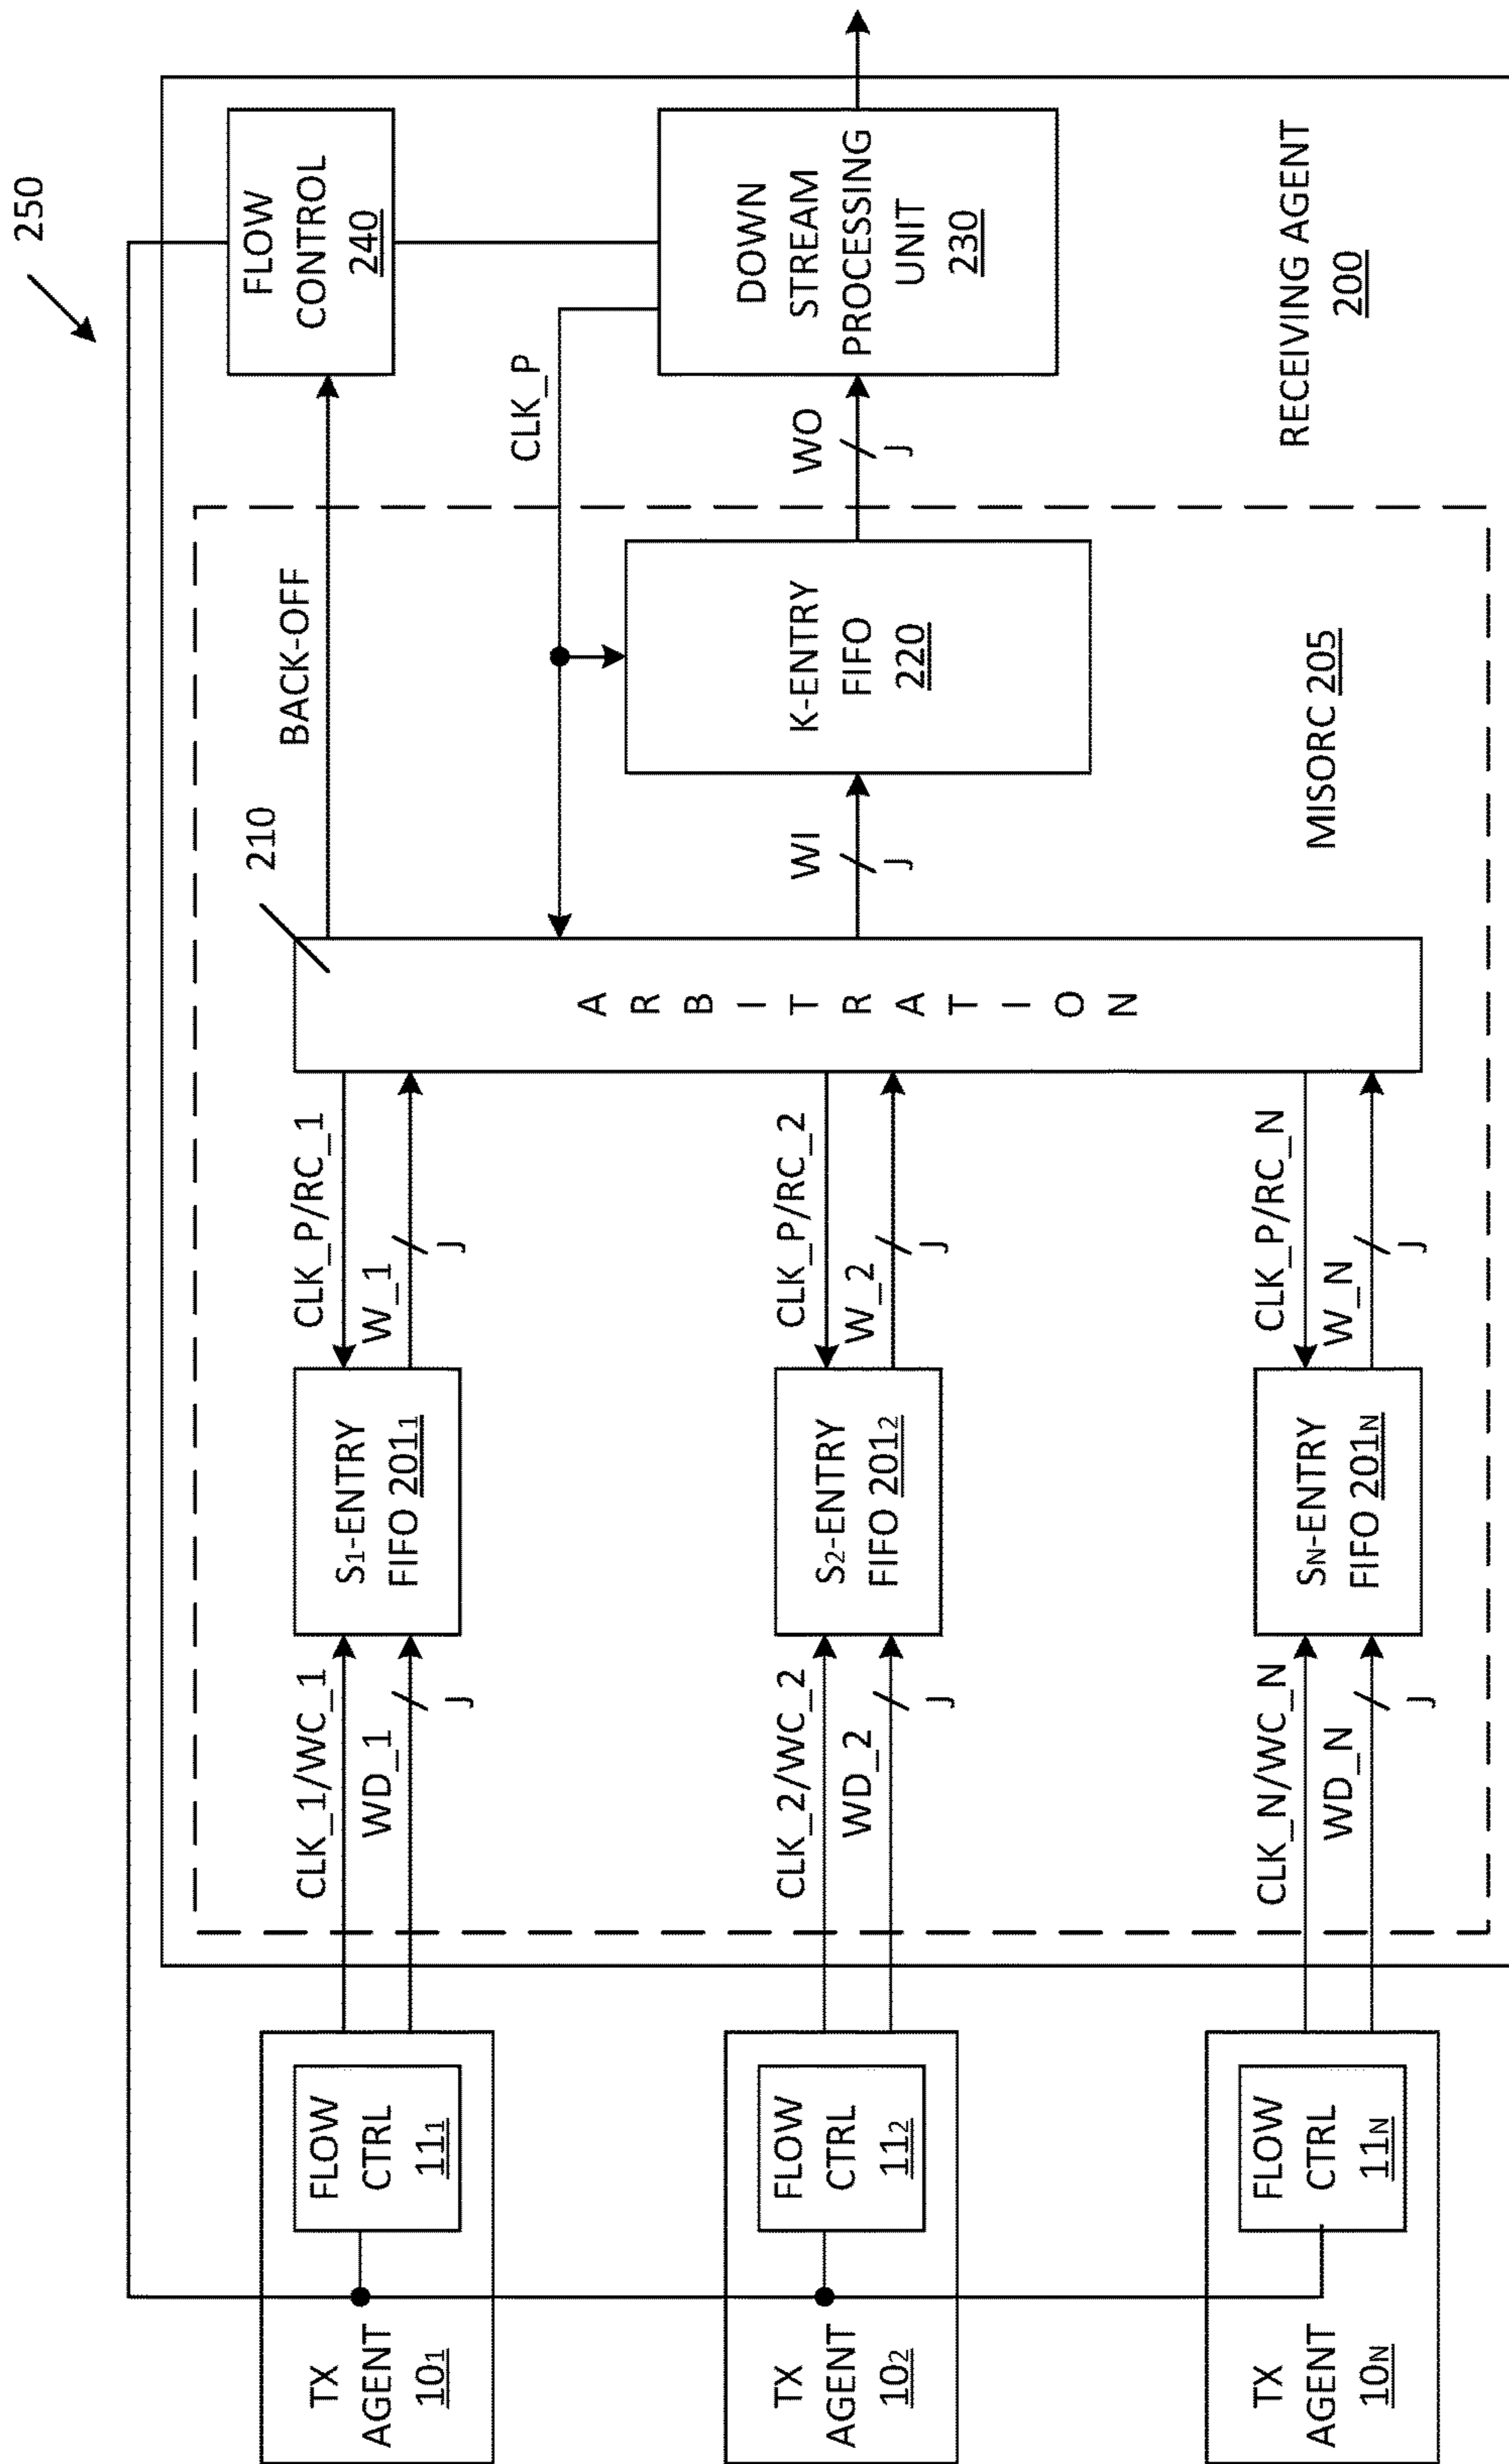 250
TX
AGENT
10₁
FLOW
CTRL
11₁
CLK_1/WC_1
WD_1
J
S₁-ENTRY
FIFO 201₁
CLK_P/RC_1
W_1
J
TX
AGENT
10₂
FLOW
CTRL
11₂
CLK_2/WC_2
WD_2
J
S₂-ENTRY
FIFO 201₂
CLK_P/RC_2
W_2
J
TX
AGENT
10N
FLOW
CTRL
11N
CLK_N/WC_N
WD_N
J
SN-ENTRY
FIFO 201N
CLK_P/RC_N
W_N
J
210
ARBITRATION
BACK-OFF
CLK_P
WI
J
K-ENTRY
FIFO
220
WO
J
FLOW
CONTROL
240
DOWN
STREAM
PROCESSING
UNIT
230
MISORC 205
RECEIVING AGENT
200